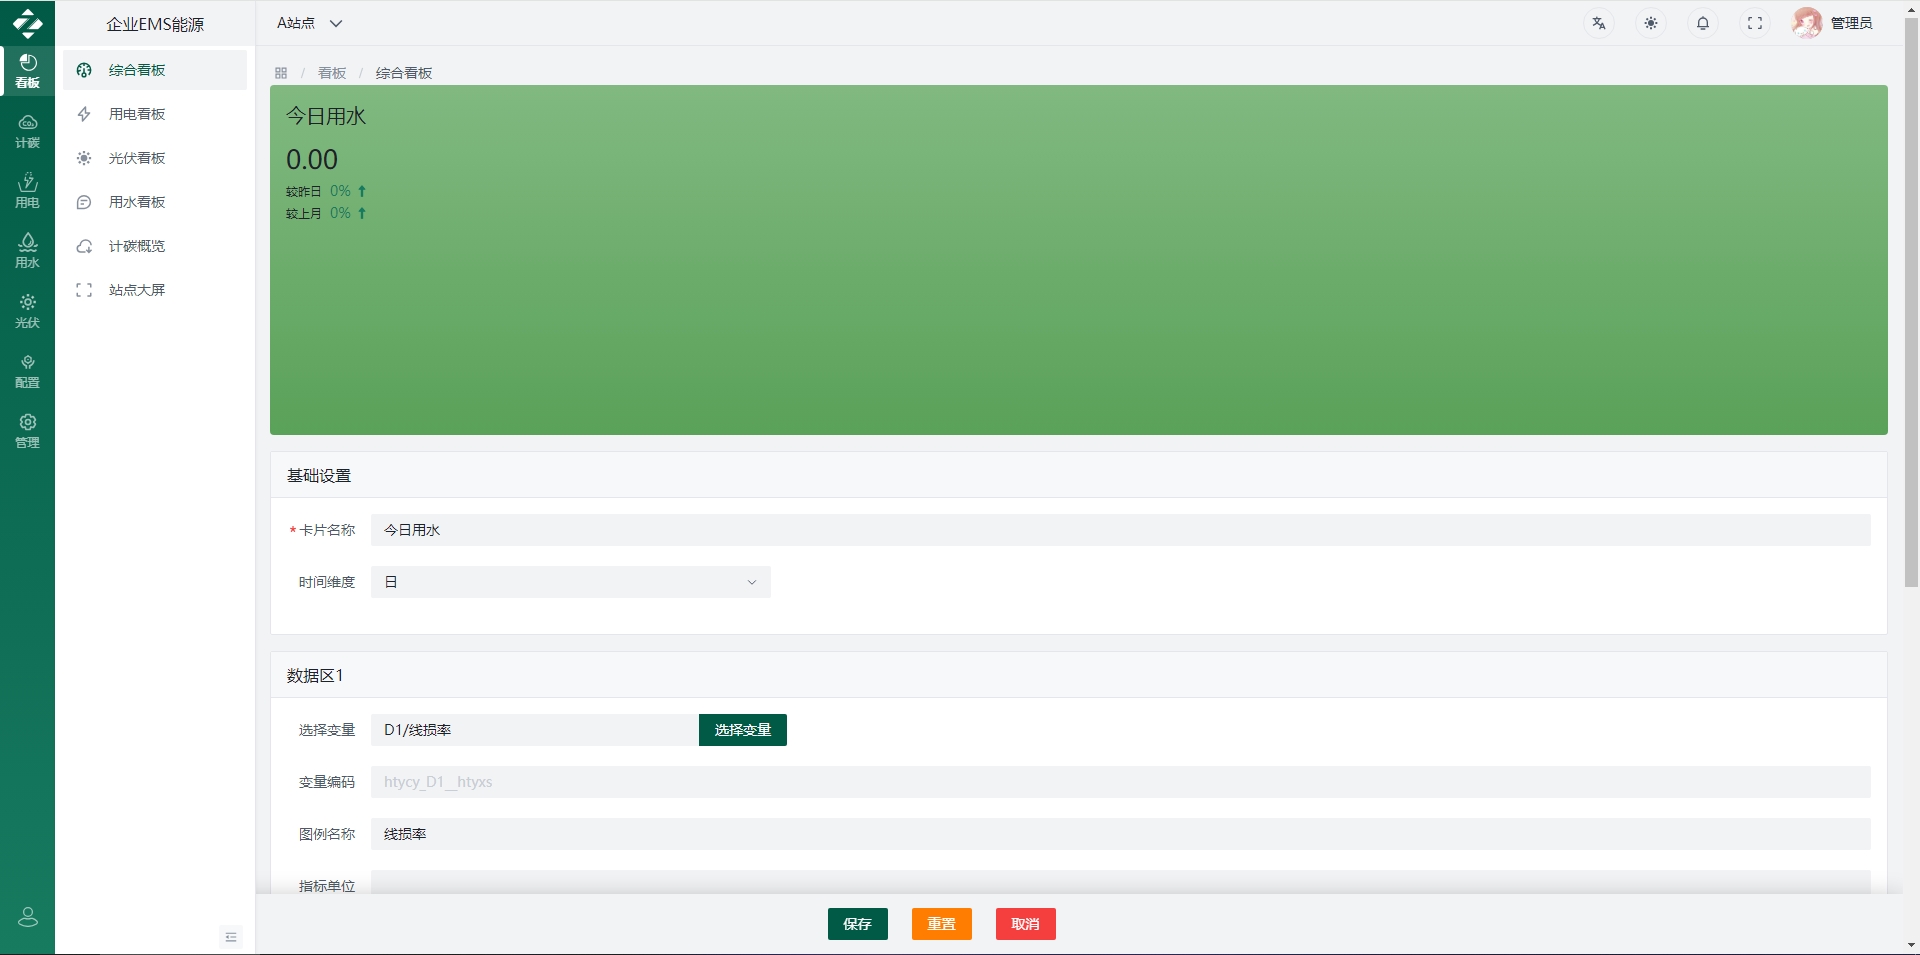 企业EMS能源
A站点
管理员
看板
计碳
用电
用水
光伏
配置
管理
综合看板
用电看板
光伏看板
用水看板
计碳概览
站点大屏
看板 / 综合看板
今日用水
0.00
较昨日 0%
较上月 0%
基础设置
* 卡片名称 今日用水
时间维度 日
数据区1
选择变量 D1/线损率 选择变量
变量编码 htycy_D1__htyxs
图例名称 线损率
指标单位
保存 重置 取消